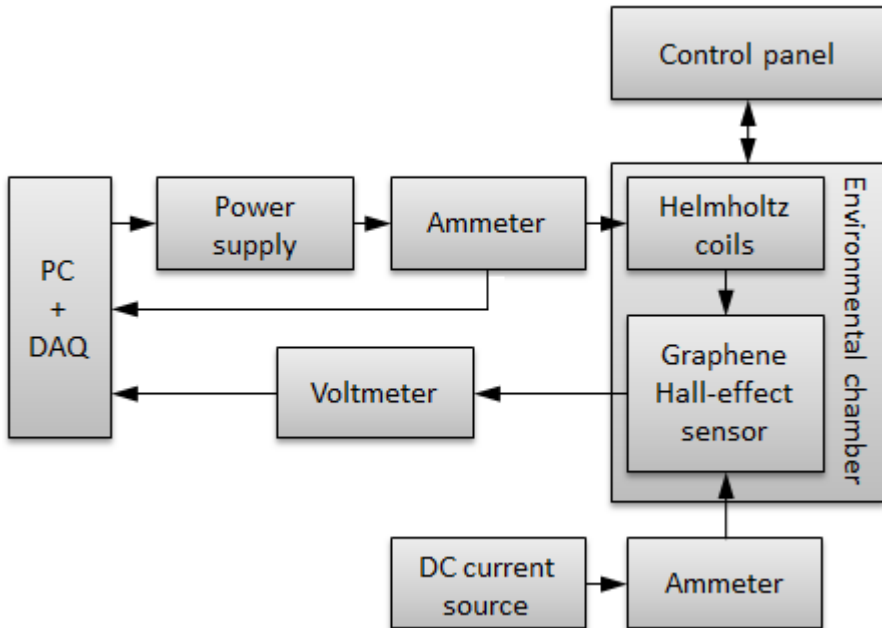 Control panel
PC
+
DAQ
Power
supply
Ammeter
Helmholtz
coils
Environmental chamber
Voltmeter
Graphene
Hall-effect
sensor
DC current
source
Ammeter